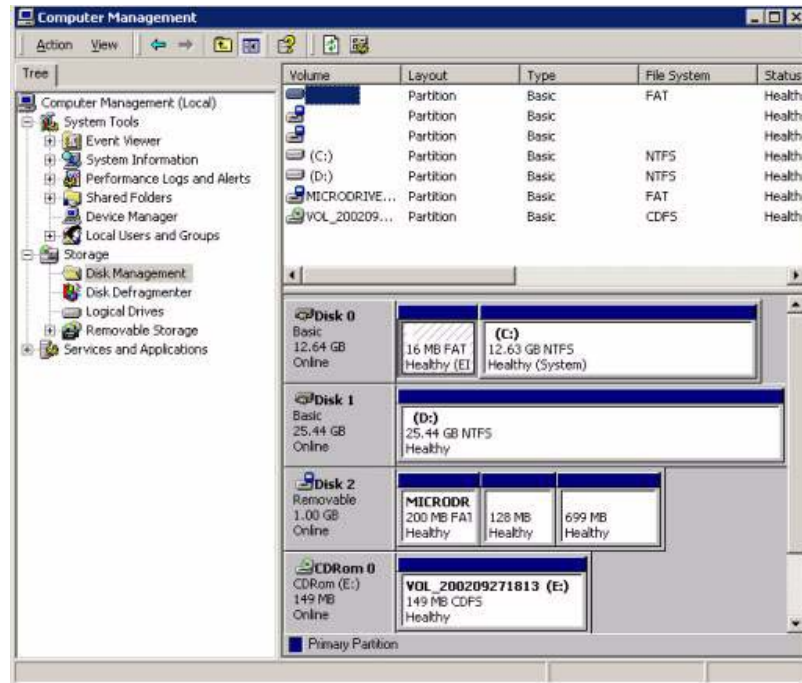 Computer Management
Action View
Tree
Computer Management (Local)
System Tools
Event Viewer
System Information
Performance Logs and Alerts
Shared Folders
Device Manager
Local Users and Groups
Storage
Disk Management
Disk Defragmenter
Logical Drives
Removable Storage
Services and Applications
Volume Layout Type File System Status
Partition Basic FAT Health
Partition Basic Health
Partition Basic Health
(C:) Partition Basic NTFS Health
(D:) Partition Basic NTFS Health
MICRODRIVE... Partition Basic FAT Health
VOL_200209... Partition Basic CDFS Health
Disk 0
Basic
12.64 GB
Online
16 MB FAT
Healthy (EI
(C:)
12.63 GB NTFS
Healthy (System)
Disk 1
Basic
25.44 GB
Online
(D:)
25.44 GB NTFS
Healthy
Disk 2
Removable
1.00 GB
Online
MICRODR
200 MB FAT
Healthy
128 MB
Healthy
699 MB
Healthy
CDRom 0
CDRom (E:)
149 MB
Online
VOL_200209271813 (E:)
149 MB CDFS
Healthy
Primary Partition